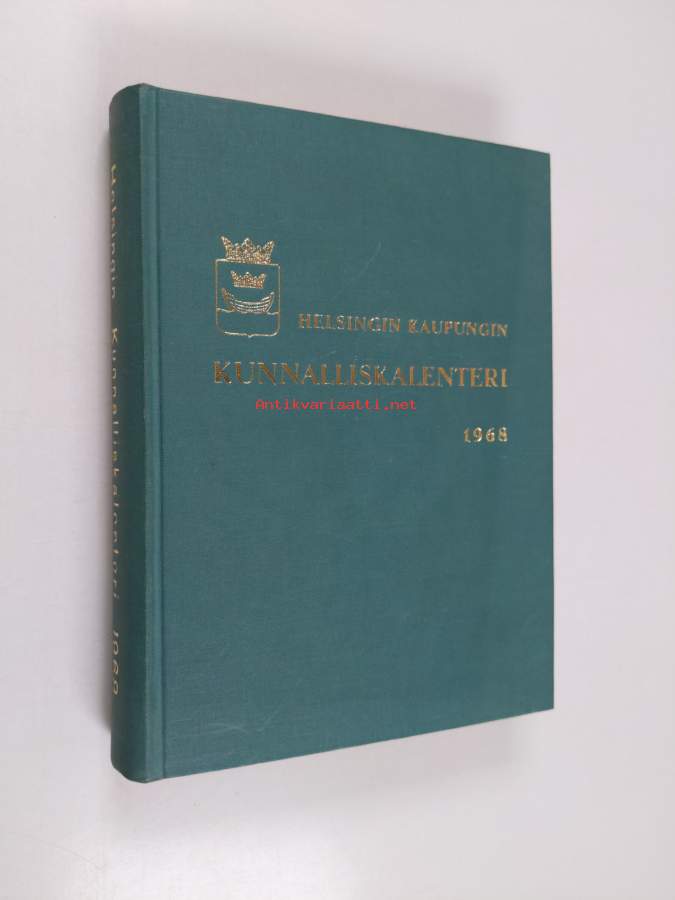 HELSINGIN KAUPUNGIN
KUNNALLISKALENTERI
Antikvariaatti.net
1968
Helsingin Kunnalliskalenteri 1968